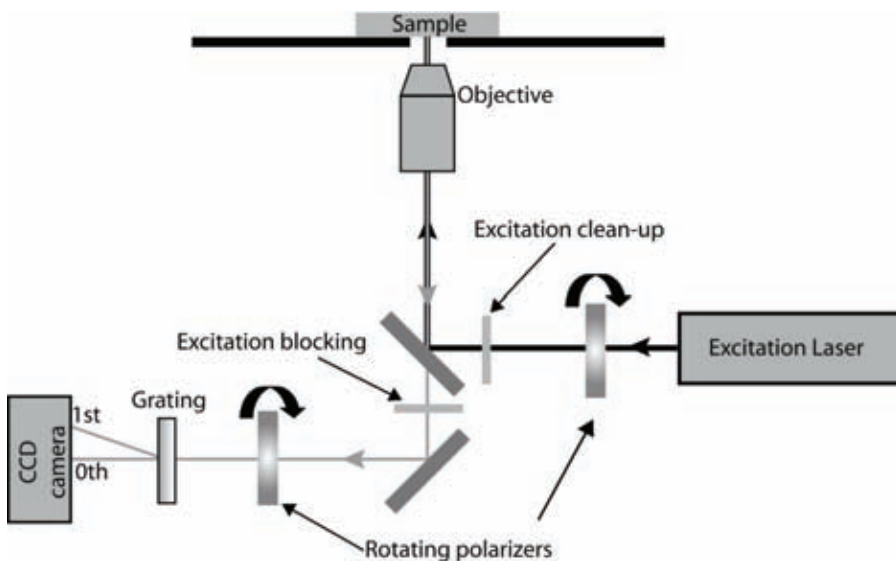 Sample
Objective
Excitation clean-up
Excitation blocking
Excitation Laser
Grating
1st
0th
CCD
camera
Rotating polarizers